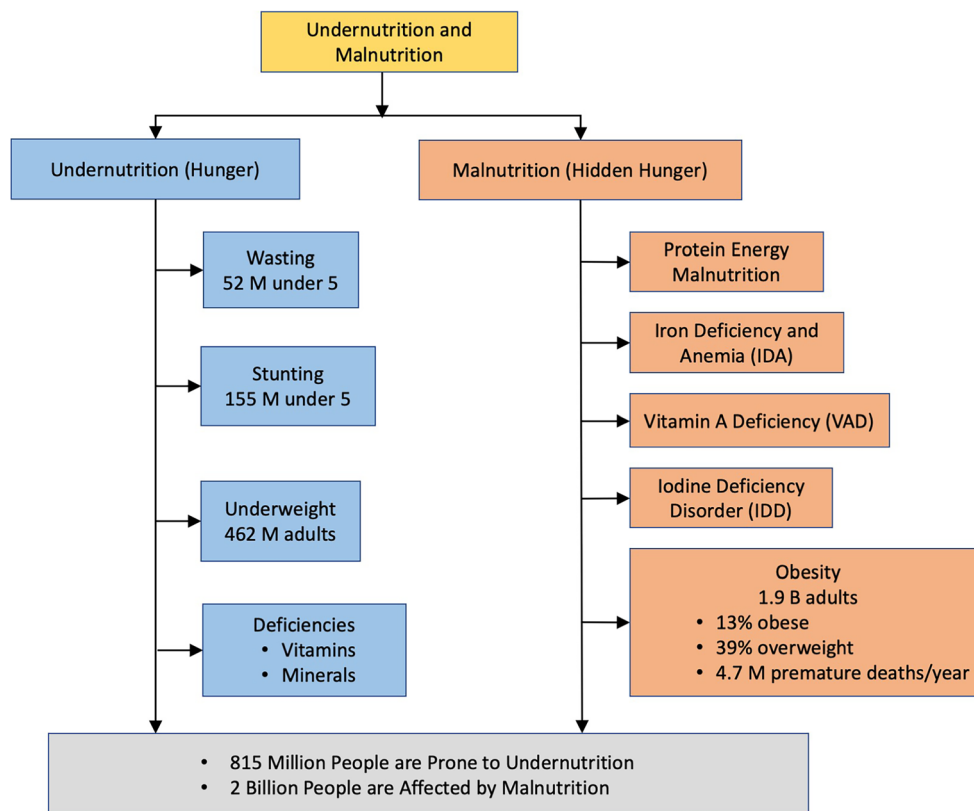 Undernutrition and
Malnutrition
Undernutrition (Hunger)
Malnutrition (Hidden Hunger)
Wasting
52 M under 5
Stunting
155 M under 5
Underweight
462 M adults
Deficiencies
• Vitamins
• Minerals
Protein Energy
Malnutrition
Iron Deficiency and
Anemia (IDA)
Vitamin A Deficiency (VAD)
Iodine Deficiency
Disorder (IDD)
Obesity
1.9 B adults
• 13% obese
• 39% overweight
• 4.7 M premature deaths/year
• 815 Million People are Prone to Undernutrition
• 2 Billion People are Affected by Malnutrition